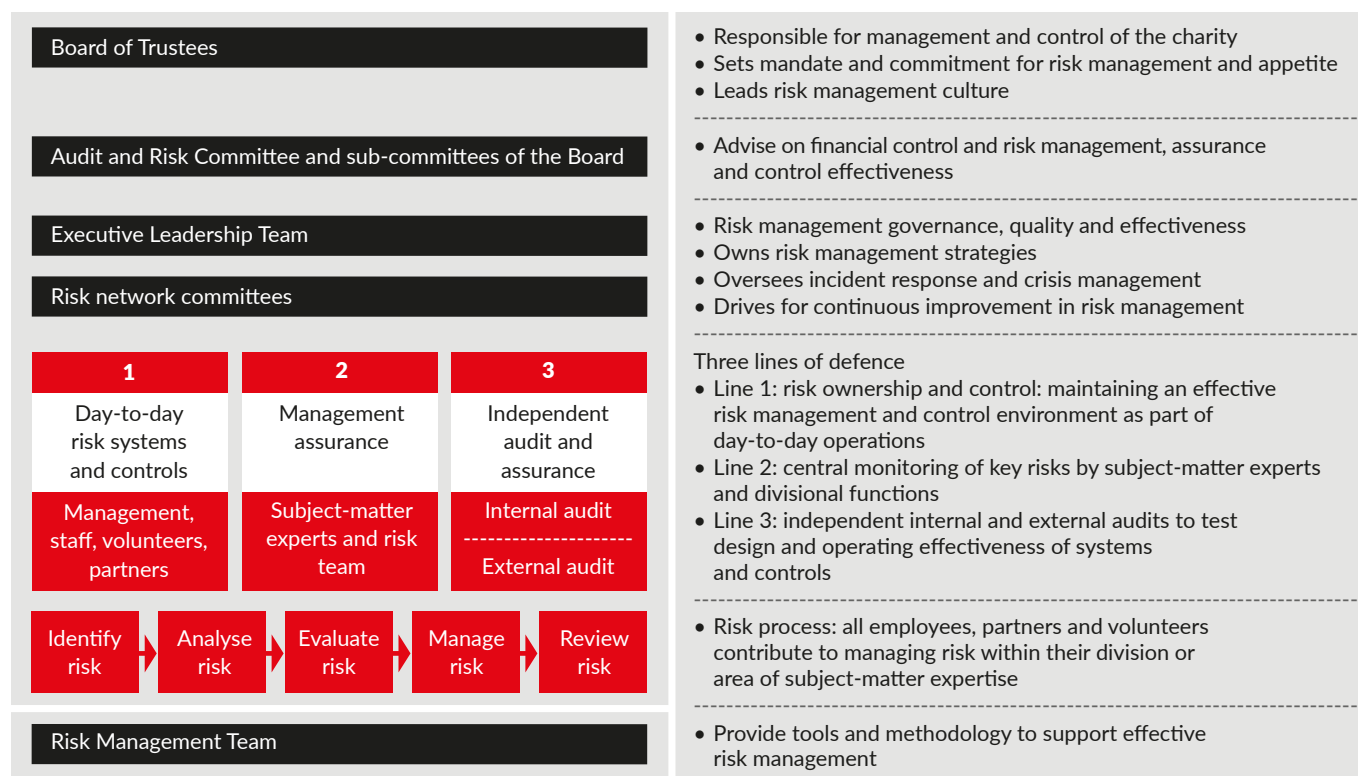 Board of Trustees
• Responsible for management and control of the charity
• Sets mandate and commitment for risk management and appetite
• Leads risk management culture
Audit and Risk Committee and sub-committees of the Board
• Advise on financial control and risk management, assurance
and control effectiveness
Executive Leadership Team
Risk network committees
• Risk management governance, quality and effectiveness
• Owns risk management strategies
• Oversees incident response and crisis management
• Drives for continuous improvement in risk management
1
Day-to-day
risk systems
and controls
Management,
staff, volunteers,
partners
2
Management
assurance
Subject-matter
experts and risk
team
3
Independent
audit and
assurance
Internal audit
External audit
Three lines of defence
• Line 1: risk ownership and control: maintaining an effective
risk management and control environment as part of
day-to-day operations
• Line 2: central monitoring of key risks by subject-matter experts
and divisional functions
• Line 3: independent internal and external audits to test
design and operating effectiveness of systems
and controls
Identify
risk
Analyse
risk
Evaluate
risk
Manage
risk
Review
risk
• Risk process: all employees, partners and volunteers
contribute to managing risk within their division or
area of subject-matter expertise
Risk Management Team
• Provide tools and methodology to support effective
risk management